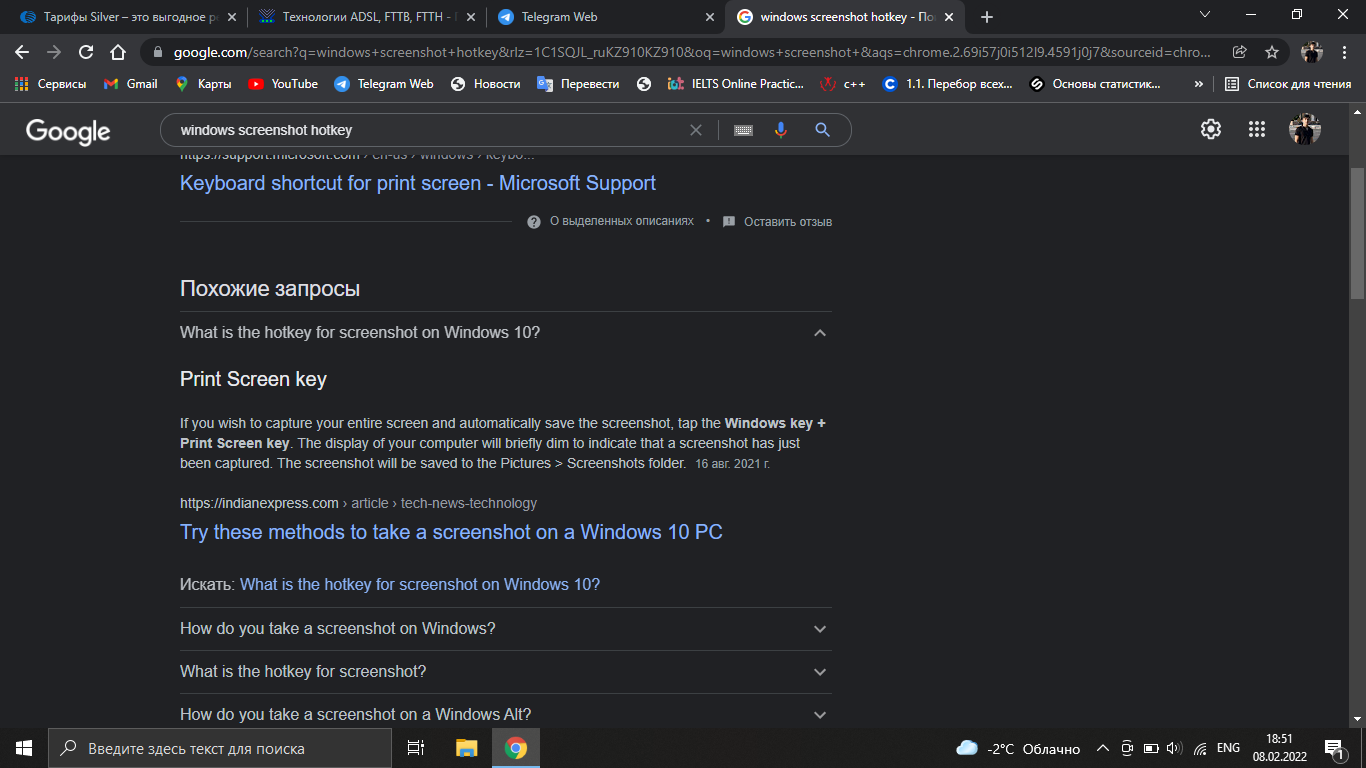 Тарифы Silver – это выгодное ре
Технологии ADSL, FTTB, FTTH - П
Telegram Web
windows screenshot hotkey - Пои
google.com/search?q=windows+screenshot+hotkey&rlz=1C1SQJL_ruKZ910KZ910&oq=windows+screenshot+&aqs=chrome.2.69i57j0i512l9.4591j0j7&sourceid=chro...
Сервисы
Gmail
Карты
YouTube
Telegram Web
Новости
Перевести
IELTS Online Practic...
c++
1.1. Перебор всех...
Основы статистик...
»
Список для чтения
Google
windows screenshot hotkey
https://support.microsoft.com › en-us › windows › keybo...
Keyboard shortcut for print screen - Microsoft Support
О выделенных описаниях • Оставить отзыв
Похожие запросы
What is the hotkey for screenshot on Windows 10?
Print Screen key
If you wish to capture your entire screen and automatically save the screenshot, tap the Windows key +
Print Screen key. The display of your computer will briefly dim to indicate that a screenshot has just
been captured. The screenshot will be saved to the Pictures > Screenshots folder. 16 авг. 2021 г.
https://indianexpress.com › article › tech-news-technology
Try these methods to take a screenshot on a Windows 10 PC
Искать: What is the hotkey for screenshot on Windows 10?
How do you take a screenshot on Windows?
What is the hotkey for screenshot?
How do you take a screenshot on a Windows Alt?
Введите здесь текст для поиска
-2°C Облачно
ENG
18:51
08.02.2022
1